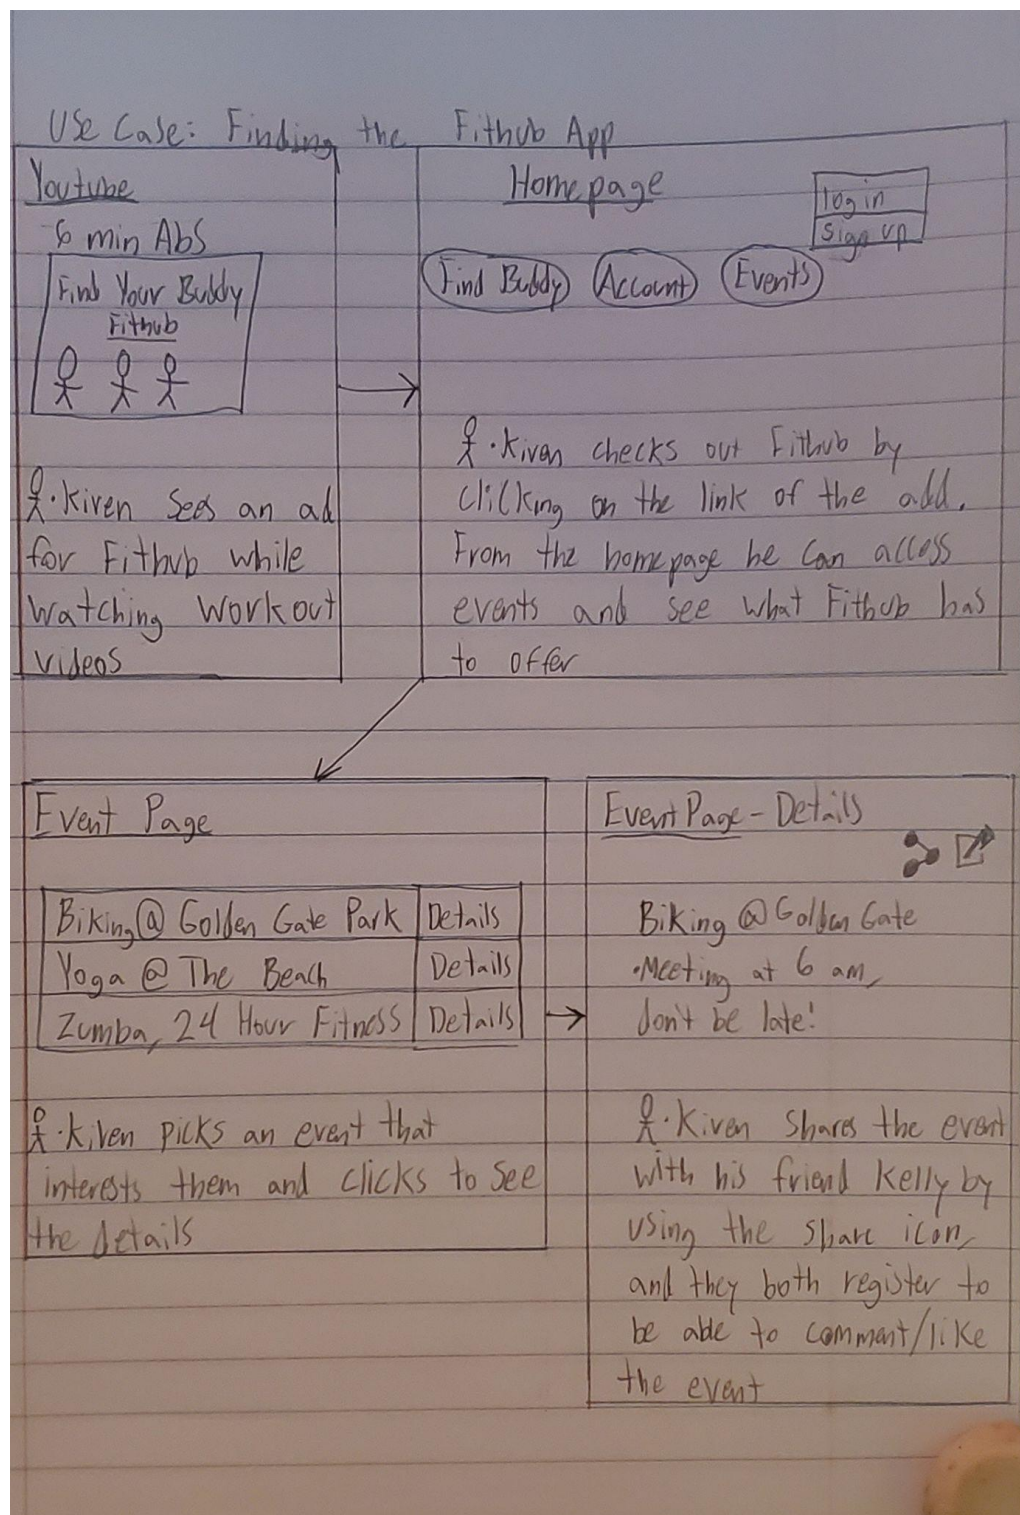 Use Case: Finding the Fithub App
Youtube
6 min Abs
Find Your Buddy
Fithub
• Kiven sees an ad
for Fithub while
watching workout
videos
Homepage
log in
sign up
Find Buddy Account Events
• Kiven checks out Fithub by
clicking on the link of the add.
From the homepage he can access
events and see what Fithub has
to offer
Event Page
Biking @ Golden Gate Park Details
Yoga @ The Beach Details
Zumba, 24 Hour Fitness Details
• Kiven picks an event that
interests them and clicks to see
the details
Event Page - Details
Biking @ Golden Gate
• Meeting at 6 am,
don't be late!
• Kiven shares the event
with his friend Kelly by
using the share icon,
and they both register to
be able to comment/like
the event